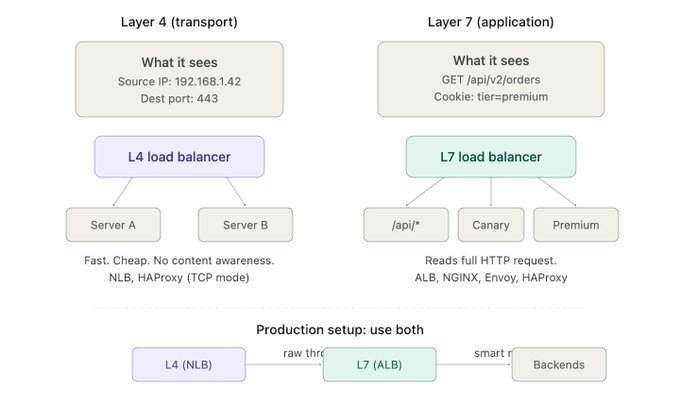 Layer 4 (transport)
What it sees
Source IP: 192.168.1.42
Dest port: 443
L4 load balancer
Server A
Server B
Fast. Cheap. No content awareness.
NLB, HAProxy (TCP mode)
Layer 7 (application)
What it sees
GET /api/v2/orders
Cookie: tier=premium
L7 load balancer
/api/*
Canary
Premium
Reads full HTTP request.
ALB, NGINX, Envoy, HAProxy
Production setup: use both
L4 (NLB)
raw
L7 (ALB)
smart
Backends